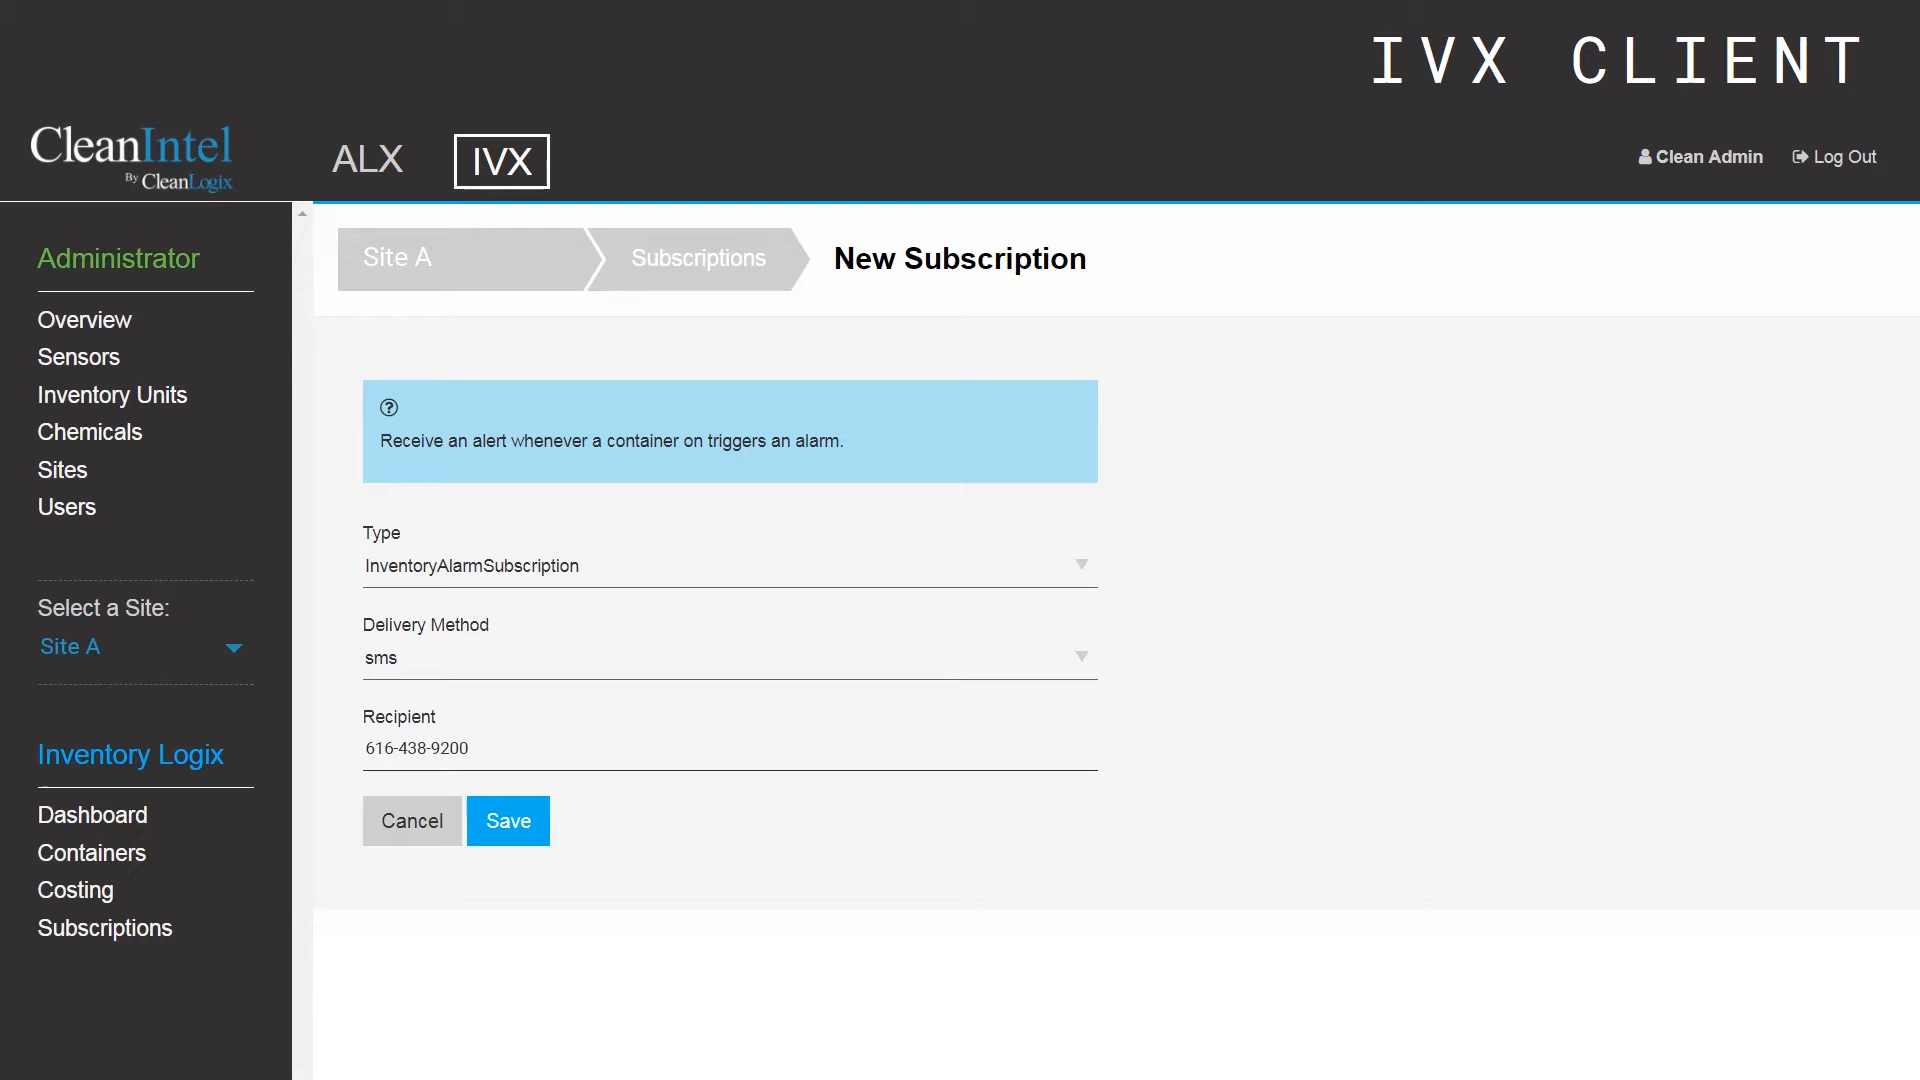 IVX CLIENT
CleanIntel
By CleanLogix
ALX
IVX
Clean Admin
Log Out
Administrator
Overview
Sensors
Inventory Units
Chemicals
Sites
Users
Select a Site:
Site A
Inventory Logix
Dashboard
Containers
Costing
Subscriptions
Site A
Subscriptions
New Subscription
Receive an alert whenever a container on triggers an alarm.
Type
InventoryAlarmSubscription
Delivery Method
sms
Recipient
616-438-9200
Cancel
Save